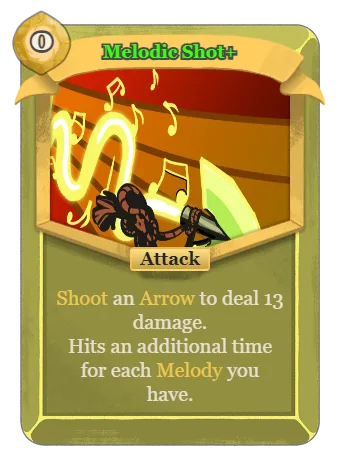 0
Melodic Shot+
Attack
Shoot an Arrow to deal 13
damage.
Hits an additional time
for each Melody you
have.